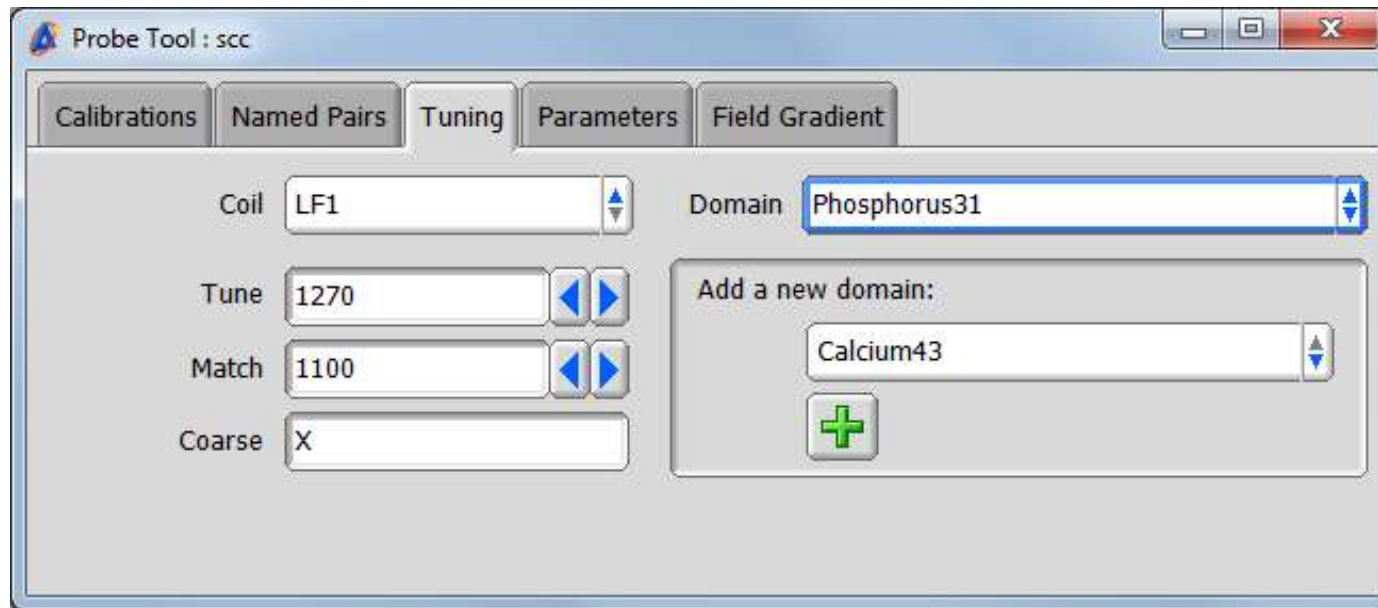 Probe Tool : scc
Calibrations Named Pairs Tuning Parameters Field Gradient
Coil LF1 Domain Phosphorus31
Tune 1270 Add a new domain:
Calcium43
Match 1100
Coarse X